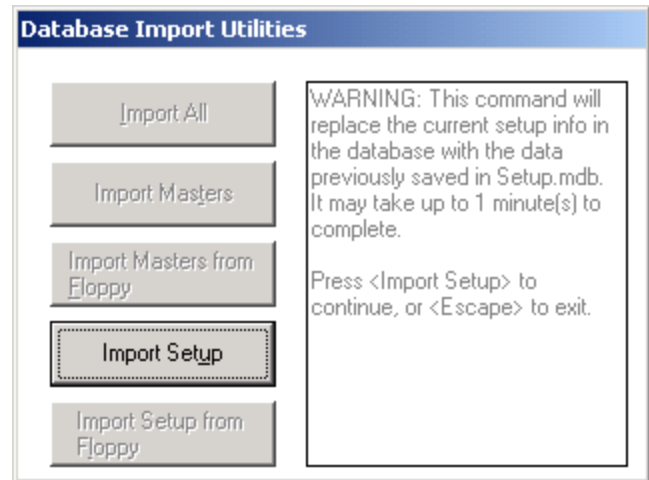 Database Import Utilities
Import All
Import Masters
Import Masters from
Floppy
Import Setup
Import Setup from
Floppy
WARNING: This command will
replace the current setup info in
the database with the data
previously saved in Setup.mdb.
It may take up to 1 minute(s) to
complete.
Press <Import Setup> to
continue, or <Escape> to exit.